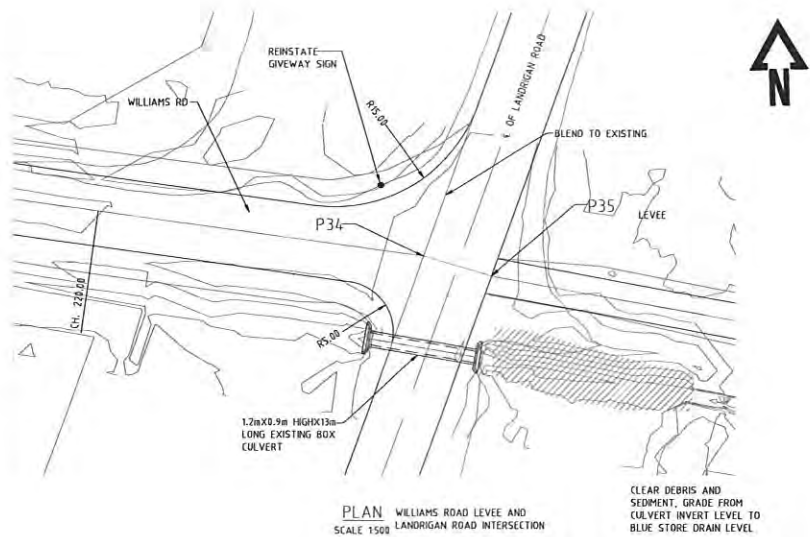 REINSTATE
GIVEWAY SIGN
WILLIAMS RD
R15.00
℄ OF LANDRIGAN ROAD
N
BLEND TO EXISTING
P34
P35
LEVEE
CH. 220.00
R5.00
1.2mX0.9m HIGHX13m
LONG EXISTING BOX
CULVERT
CLEAR DEBRIS AND
SEDIMENT, GRADE FROM
CULVERT INVERT LEVEL TO
BLUE STORE DRAIN LEVEL
PLAN WILLIAMS ROAD LEVEE AND
SCALE 1:500 LANDRIGAN ROAD INTERSECTION